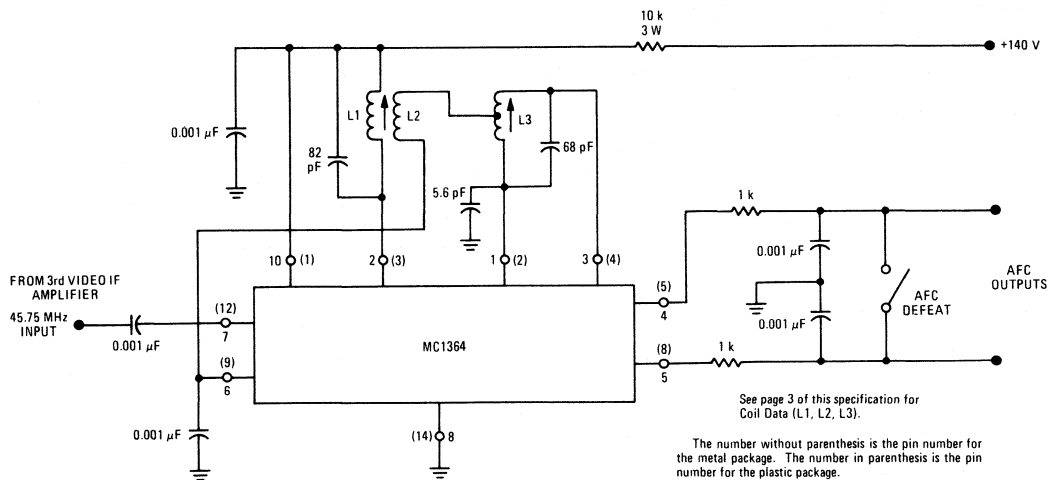 10 k
3 W
+140 V
0.001 µF
L1
L2
L3
82
pF
68 pF
5.6 pF
1 k
10 (1)
2 (3)
1 (2)
3 (4)
0.001 µF
FROM 3rd VIDEO IF
AMPLIFIER
45.75 MHz
INPUT
0.001 µF
(12)
7
(5)
4
AFC
DEFEAT
AFC
OUTPUTS
0.001 µF
MC1364
1 k
(9)
6
(8)
5
0.001 µF
(14) 8
See page 3 of this specification for
Coil Data (L1, L2, L3).
The number without parenthesis is the pin number for
the metal package. The number in parenthesis is the pin
number for the plastic package.